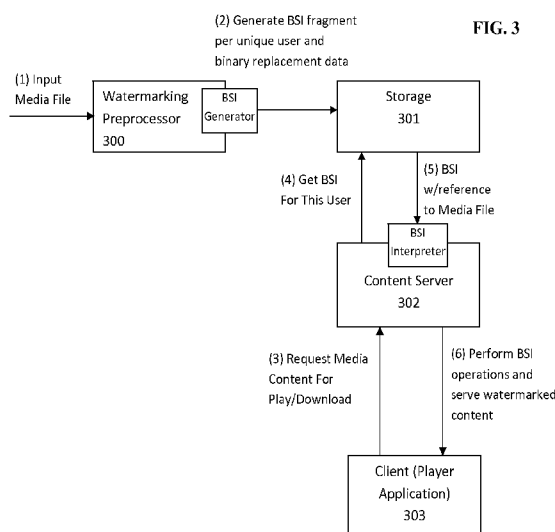 (2) Generate BSI fragment
per unique user and
binary replacement data
FIG. 3
(1) Input
Media File
Watermarking
Preprocessor
300
BSI
Generator
Storage
301
(4) Get BSI
For This User
(5) BSI
w/reference
to Media File
BSI
Interpreter
Content Server
302
(3) Request Media
Content For
Play/Download
(6) Perform BSI
operations and
serve watermarked
content
Client (Player
Application)
303